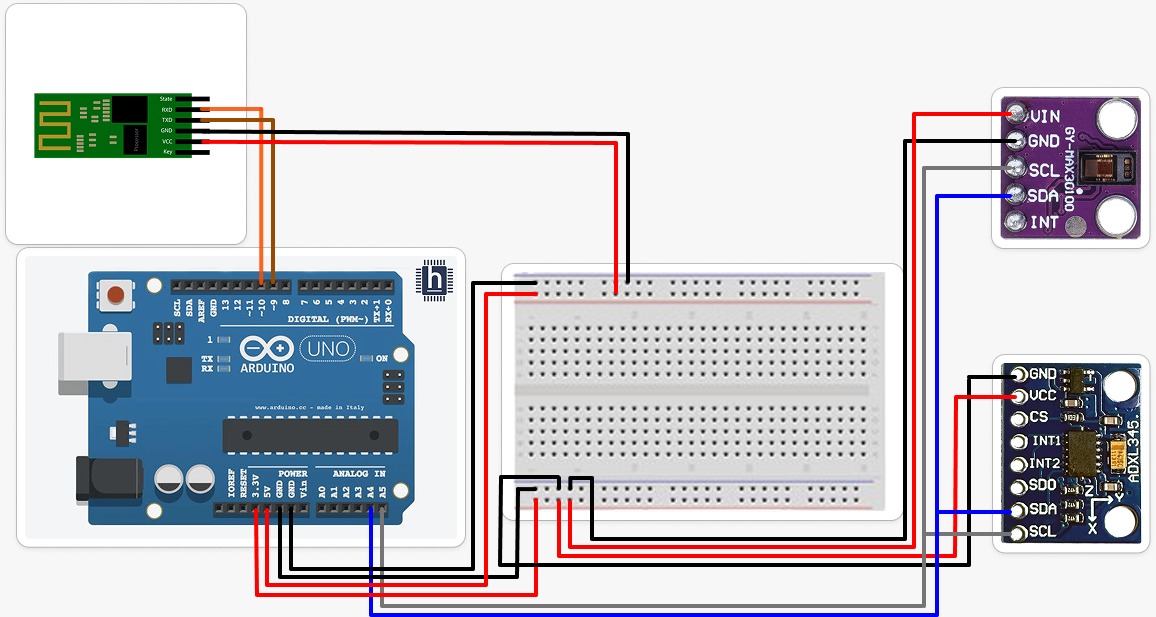 State
RXD
TXD
GND
VCC
Key
Processor
h
SCL
SDA
AREF
GND
13
12
~11
~10
~9
8
7
~6
~5
4
~3
2
TX→1
RX←0
DIGITAL (PWM~)
1
TX
RX
UNO
ARDUINO
ON
www.arduino.cc - made in Italy
POWER
ANALOG IN
IOREF
RESET
3.3V
5V
GND
GND
Vin
A0
A1
A2
A3
A4
A5
VIN
GND
SCL
SDA
INT
GY-MAX30100
GND
VCC
CS
INT1
INT2
SDO
SDA
SCL
ADXL345.
Z
Y
X